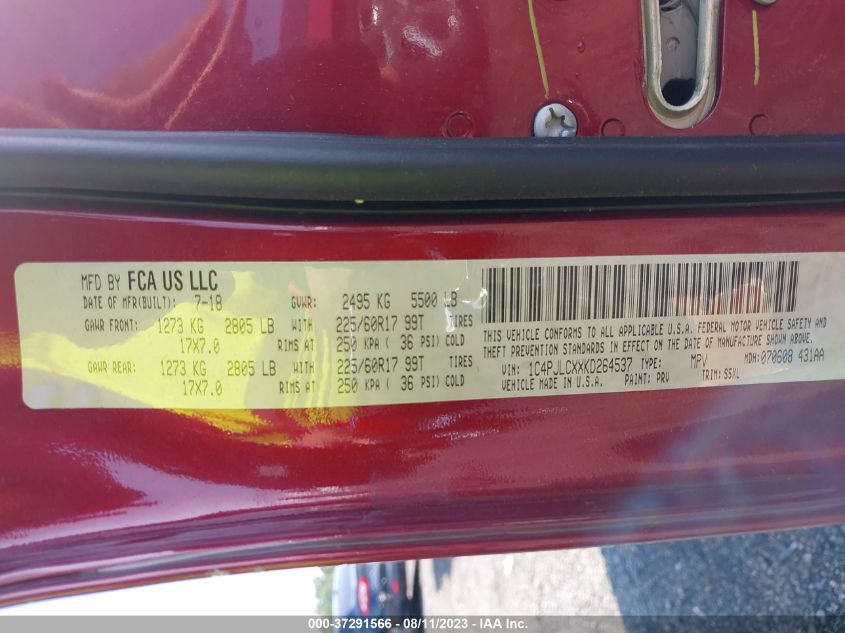 MFD BY FCA US LLC
DATE OF MFR(BUILT): 7-18 GVWR: 2495 KG 5500 LB
GAWR FRONT: 1273 KG 2805 LB WITH 225/60R17 99T TIRES
17X7.0 RIMS AT 250 KPA ( 36 PSI) COLD
GAWR REAR: 1273 KG 2805 LB WITH 225/60R17 99T TIRES
17X7.0 RIMS AT 250 KPA ( 36 PSI) COLD
THIS VEHICLE CONFORMS TO ALL APPLICABLE U.S.A. FEDERAL MOTOR VEHICLE SAFETY AND
THEFT PREVENTION STANDARDS IN EFFECT ON THE DATE OF MANUFACTURE SHOWN ABOVE.
VIN: 1C4PJLCXXKD264537 TYPE: MPV MDH: 070608 431AA
MADE IN U.S.A. PAINT: PRV TRIM: S5XL
000-37291566 - 08/11/2023 - IAA Inc.